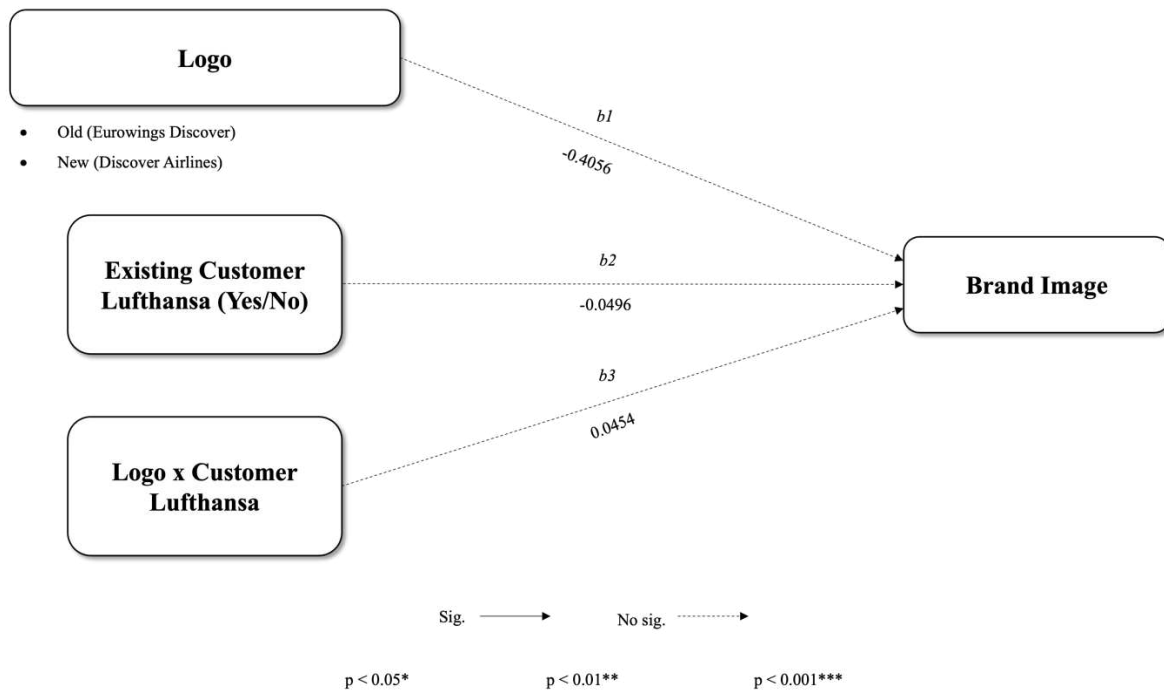 Logo
• Old (Eurowings Discover)
• New (Discover Airlines)
b1
-0.4056
Existing Customer
Lufthansa (Yes/No)
b2
-0.0496
Brand Image
b3
0.0454
Logo x Customer
Lufthansa
Sig.
No sig.
p < 0.05*
p < 0.01**
p < 0.001***